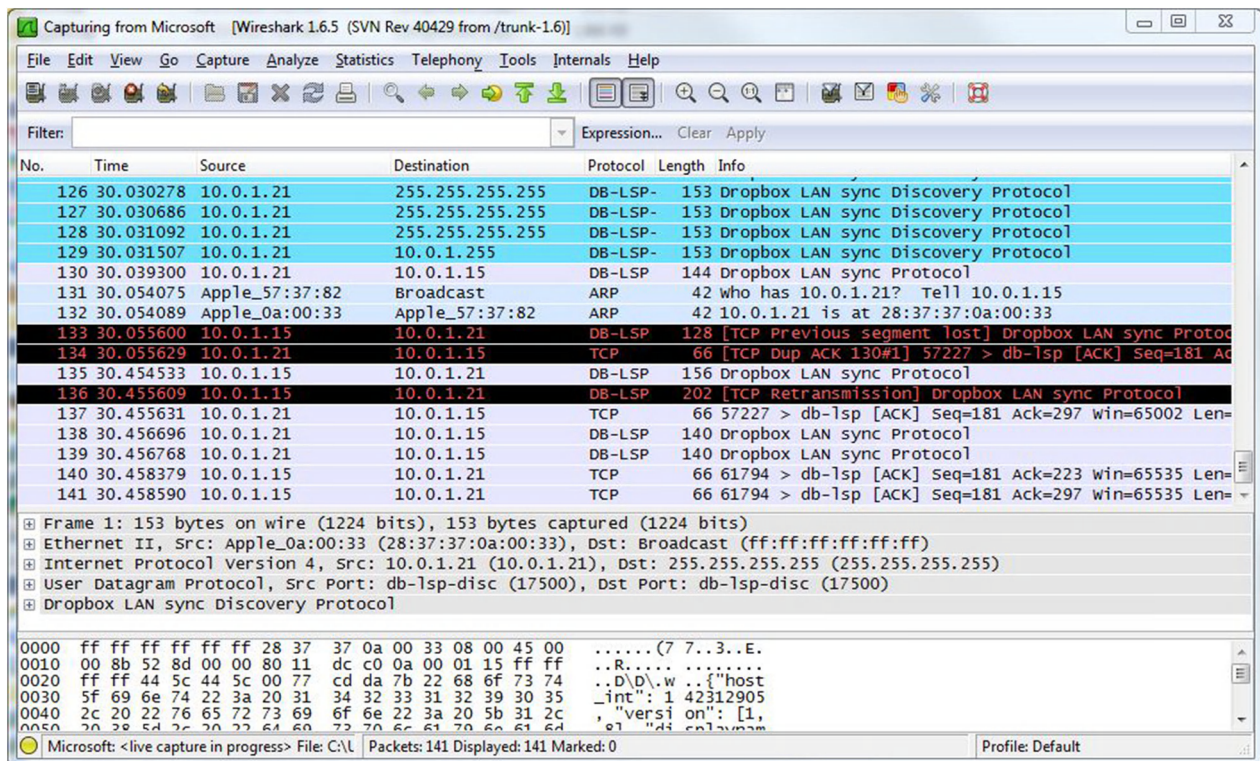 Capturing from Microsoft [Wireshark 1.6.5 (SVN Rev 40429 from /trunk-1.6)]
File Edit View Go Capture Analyze Statistics Telephony Tools Internals Help
Filter: Expression... Clear Apply
No. Time Source Destination Protocol Length Info
126 30.030278 10.0.1.21 255.255.255.255 DB-LSP- 153 Dropbox LAN sync Discovery Protocol
127 30.030686 10.0.1.21 255.255.255.255 DB-LSP- 153 Dropbox LAN sync Discovery Protocol
128 30.031092 10.0.1.21 255.255.255.255 DB-LSP- 153 Dropbox LAN sync Discovery Protocol
129 30.031507 10.0.1.21 10.0.1.255 DB-LSP- 153 Dropbox LAN sync Discovery Protocol
130 30.039300 10.0.1.21 10.0.1.15 DB-LSP 144 Dropbox LAN sync Protocol
131 30.054075 Apple_57:37:82 Broadcast ARP 42 Who has 10.0.1.21? Tell 10.0.1.15
132 30.054089 Apple_0a:00:33 Apple_57:37:82 ARP 42 10.0.1.21 is at 28:37:37:0a:00:33
133 30.055600 10.0.1.15 10.0.1.21 DB-LSP 128 [TCP Previous segment lost] Dropbox LAN sync Protoc
134 30.055629 10.0.1.21 10.0.1.15 TCP 66 [TCP Dup ACK 130#1] 57227 > db-lsp [ACK] Seq=181 Ac
135 30.454533 10.0.1.21 10.0.1.15 DB-LSP 156 Dropbox LAN sync Protocol
136 30.455609 10.0.1.15 10.0.1.21 DB-LSP 202 [TCP Retransmission] Dropbox LAN sync Protocol
137 30.455631 10.0.1.21 10.0.1.15 TCP 66 57227 > db-lsp [ACK] Seq=181 Ack=297 Win=65002 Len=
138 30.456696 10.0.1.21 10.0.1.15 DB-LSP 140 Dropbox LAN sync Protocol
139 30.456768 10.0.1.21 10.0.1.15 DB-LSP 140 Dropbox LAN sync Protocol
140 30.458379 10.0.1.15 10.0.1.21 TCP 66 61794 > db-lsp [ACK] Seq=181 Ack=223 Win=65535 Len=
141 30.458590 10.0.1.15 10.0.1.21 TCP 66 61794 > db-lsp [ACK] Seq=181 Ack=297 Win=65535 Len=
Frame 1: 153 bytes on wire (1224 bits), 153 bytes captured (1224 bits)
Ethernet II, Src: Apple_0a:00:33 (28:37:37:0a:00:33), Dst: Broadcast (ff:ff:ff:ff:ff:ff)
Internet Protocol Version 4, Src: 10.0.1.21 (10.0.1.21), Dst: 255.255.255.255 (255.255.255.255)
User Datagram Protocol, Src Port: db-lsp-disc (17500), Dst Port: db-lsp-disc (17500)
Dropbox LAN sync Discovery Protocol
0000 ff ff ff ff ff ff 28 37 37 0a 00 33 08 00 45 00 ......(7 7..3..E.
0010 00 8b 52 8d 00 00 80 11 dc c0 0a 00 01 15 ff ff ..R..... ........
0020 ff ff 44 5c 44 5c 00 77 cd da 7b 22 68 6f 73 74 ..D\D\.w ..{"host
0030 5f 69 6e 74 22 3a 20 31 34 32 33 31 32 39 30 35 _int": 1 42312905
0040 2c 20 22 76 65 72 73 69 6f 6e 22 3a 20 5b 31 2c , "versi on": [1,
0050 20 38 5d 2c 20 22 64 69 73 70 6c 61 79 6e 61 6d 8], "di splaynam
Microsoft: <live capture in progress> File: C:\U Packets: 141 Displayed: 141 Marked: 0 Profile: Default